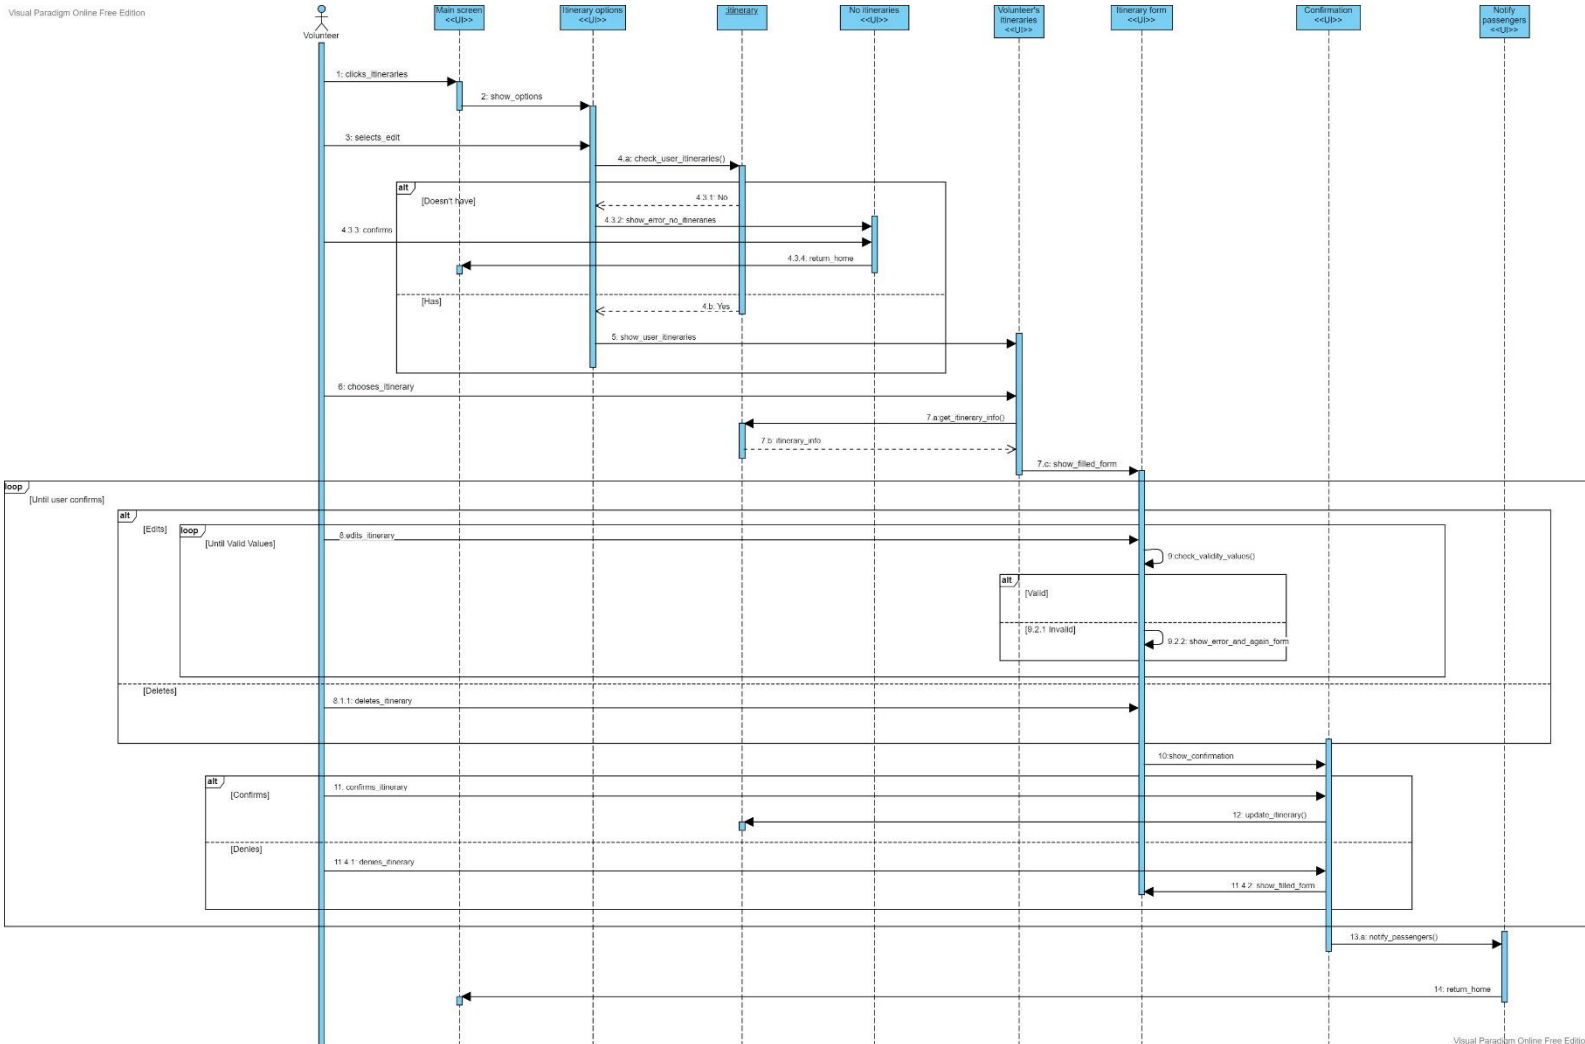 Visual Paradigm Online Free Edition
Volunteer
Main screen
<<UI>>
Itinerary options
<<UI>>
:itinerary
No itineraries
<<UI>>
Volunteer's
itineraries
<<UI>>
Itinerary form
<<UI>>
Confirmation
<<UI>>
Notify
passengers
<<UI>>
1: clicks_itineraries
2: show_options
3: selects_edit
4.a: check_user_itineraries()
alt
[Doesn't have]
4.3.1: No
4.3.2: show_error_no_itineraries
4.3.3: confirms
4.3.4: return_home
[Has]
4.b: Yes
5: show_user_itineraries
6: chooses_itinerary
7.a:get_itinerary_info()
7.b: itinerary_info
7.c: show_filled_form
loop
[Until user confirms]
alt
[Edits]
loop
[Until Valid Values]
8:edits_itinerary
9:check_validity_values()
alt
[Valid]
[9.2.1 Invalid]
9.2.2: show_error_and_again_form
[Deletes]
8.1.1: deletes_itinerary
10:show_confirmation
alt
[Confirms]
11: confirms_itinerary
12: update_itinerary()
[Denies]
11.4.1: denies_itinerary
11.4.2: show_filled_form
13.a: notify_passengers()
14: return_home
Visual Paradigm Online Free Editio